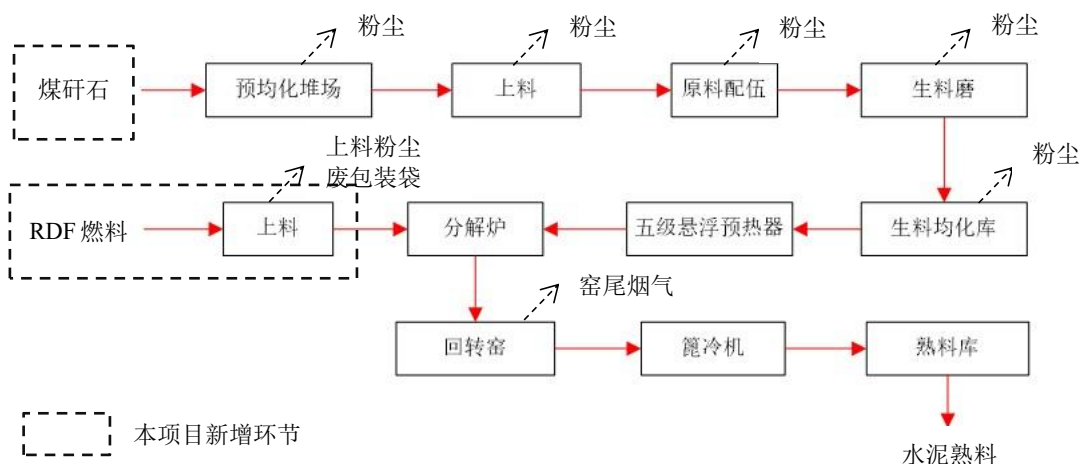 粉尘
粉尘
粉尘
粉尘
煤矸石
预均化堆场
上料
原料配伍
生料磨
上料粉尘
废包装袋
粉尘
RDF 燃料
上料
分解炉
五级悬浮预热器
生料均化库
窑尾烟气
回转窑
篦冷机
熟料库
本项目新增环节
水泥熟料